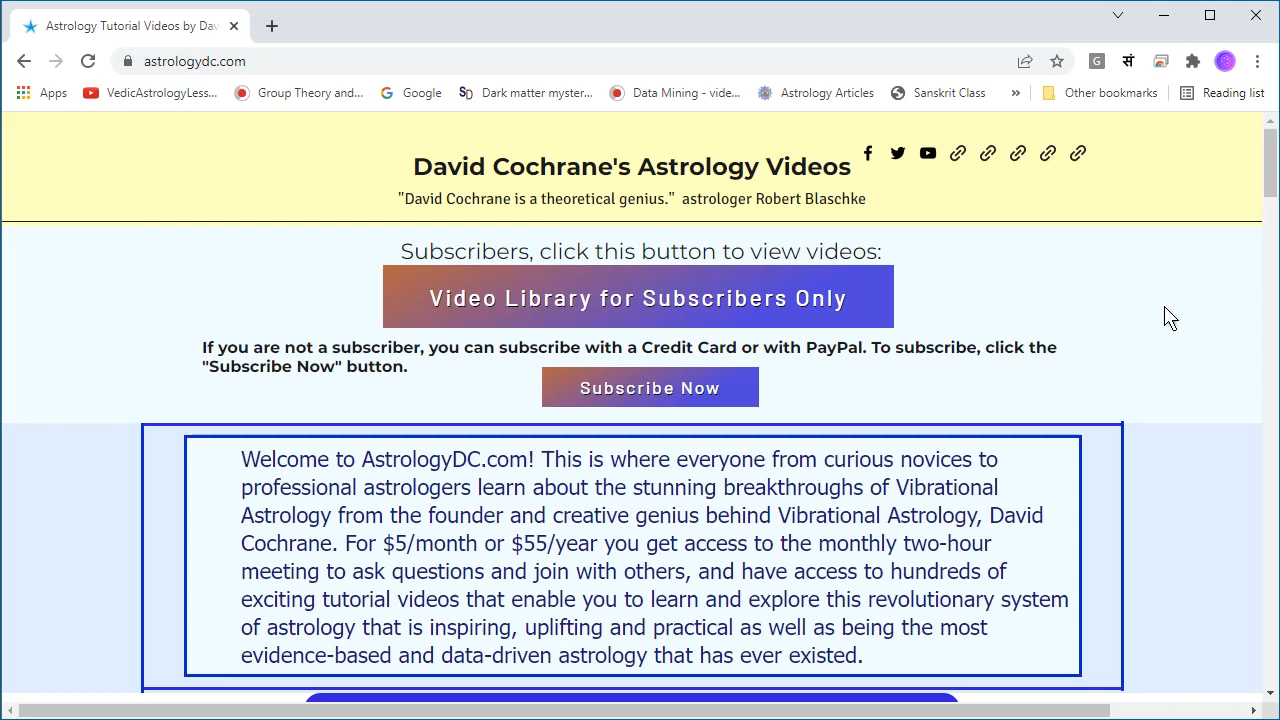 Astrology Tutorial Videos by Dav
astrologydc.com
Apps
VedicAstrologyLess...
Group Theory and...
G Google
SD Dark matter myster...
Data Mining - vide...
Astrology Articles
Sanskrit Class
»
Other bookmarks
Reading list
G
सं
David Cochrane's Astrology Videos
"David Cochrane is a theoretical genius."  astrologer Robert Blaschke
Subscribers, click this button to view videos:
Video Library for Subscribers Only
If you are not a subscriber, you can subscribe with a Credit Card or with PayPal. To subscribe, click the
"Subscribe Now" button.
Subscribe Now
Welcome to AstrologyDC.com! This is where everyone from curious novices to
professional astrologers learn about the stunning breakthroughs of Vibrational
Astrology from the founder and creative genius behind Vibrational Astrology, David
Cochrane. For $5/month or $55/year you get access to the monthly two-hour
meeting to ask questions and join with others, and have access to hundreds of
exciting tutorial videos that enable you to learn and explore this revolutionary system
of astrology that is inspiring, uplifting and practical as well as being the most
evidence-based and data-driven astrology that has ever existed.